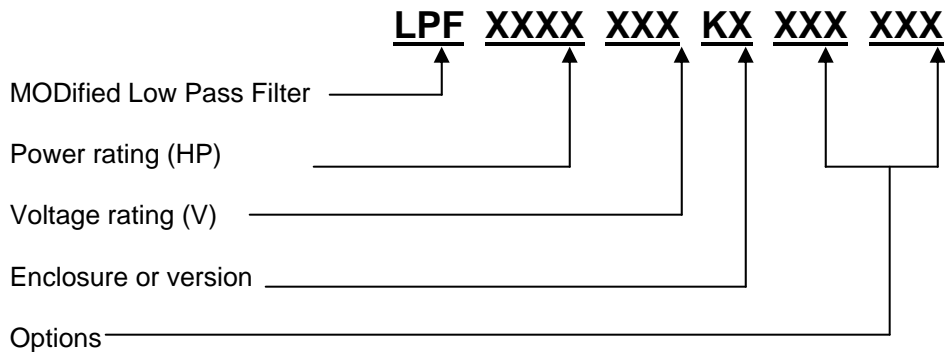 LPF XXXX XXX KX XXX XXX
MODified Low Pass Filter
Power rating (HP)
Voltage rating (V)
Enclosure or version
Options